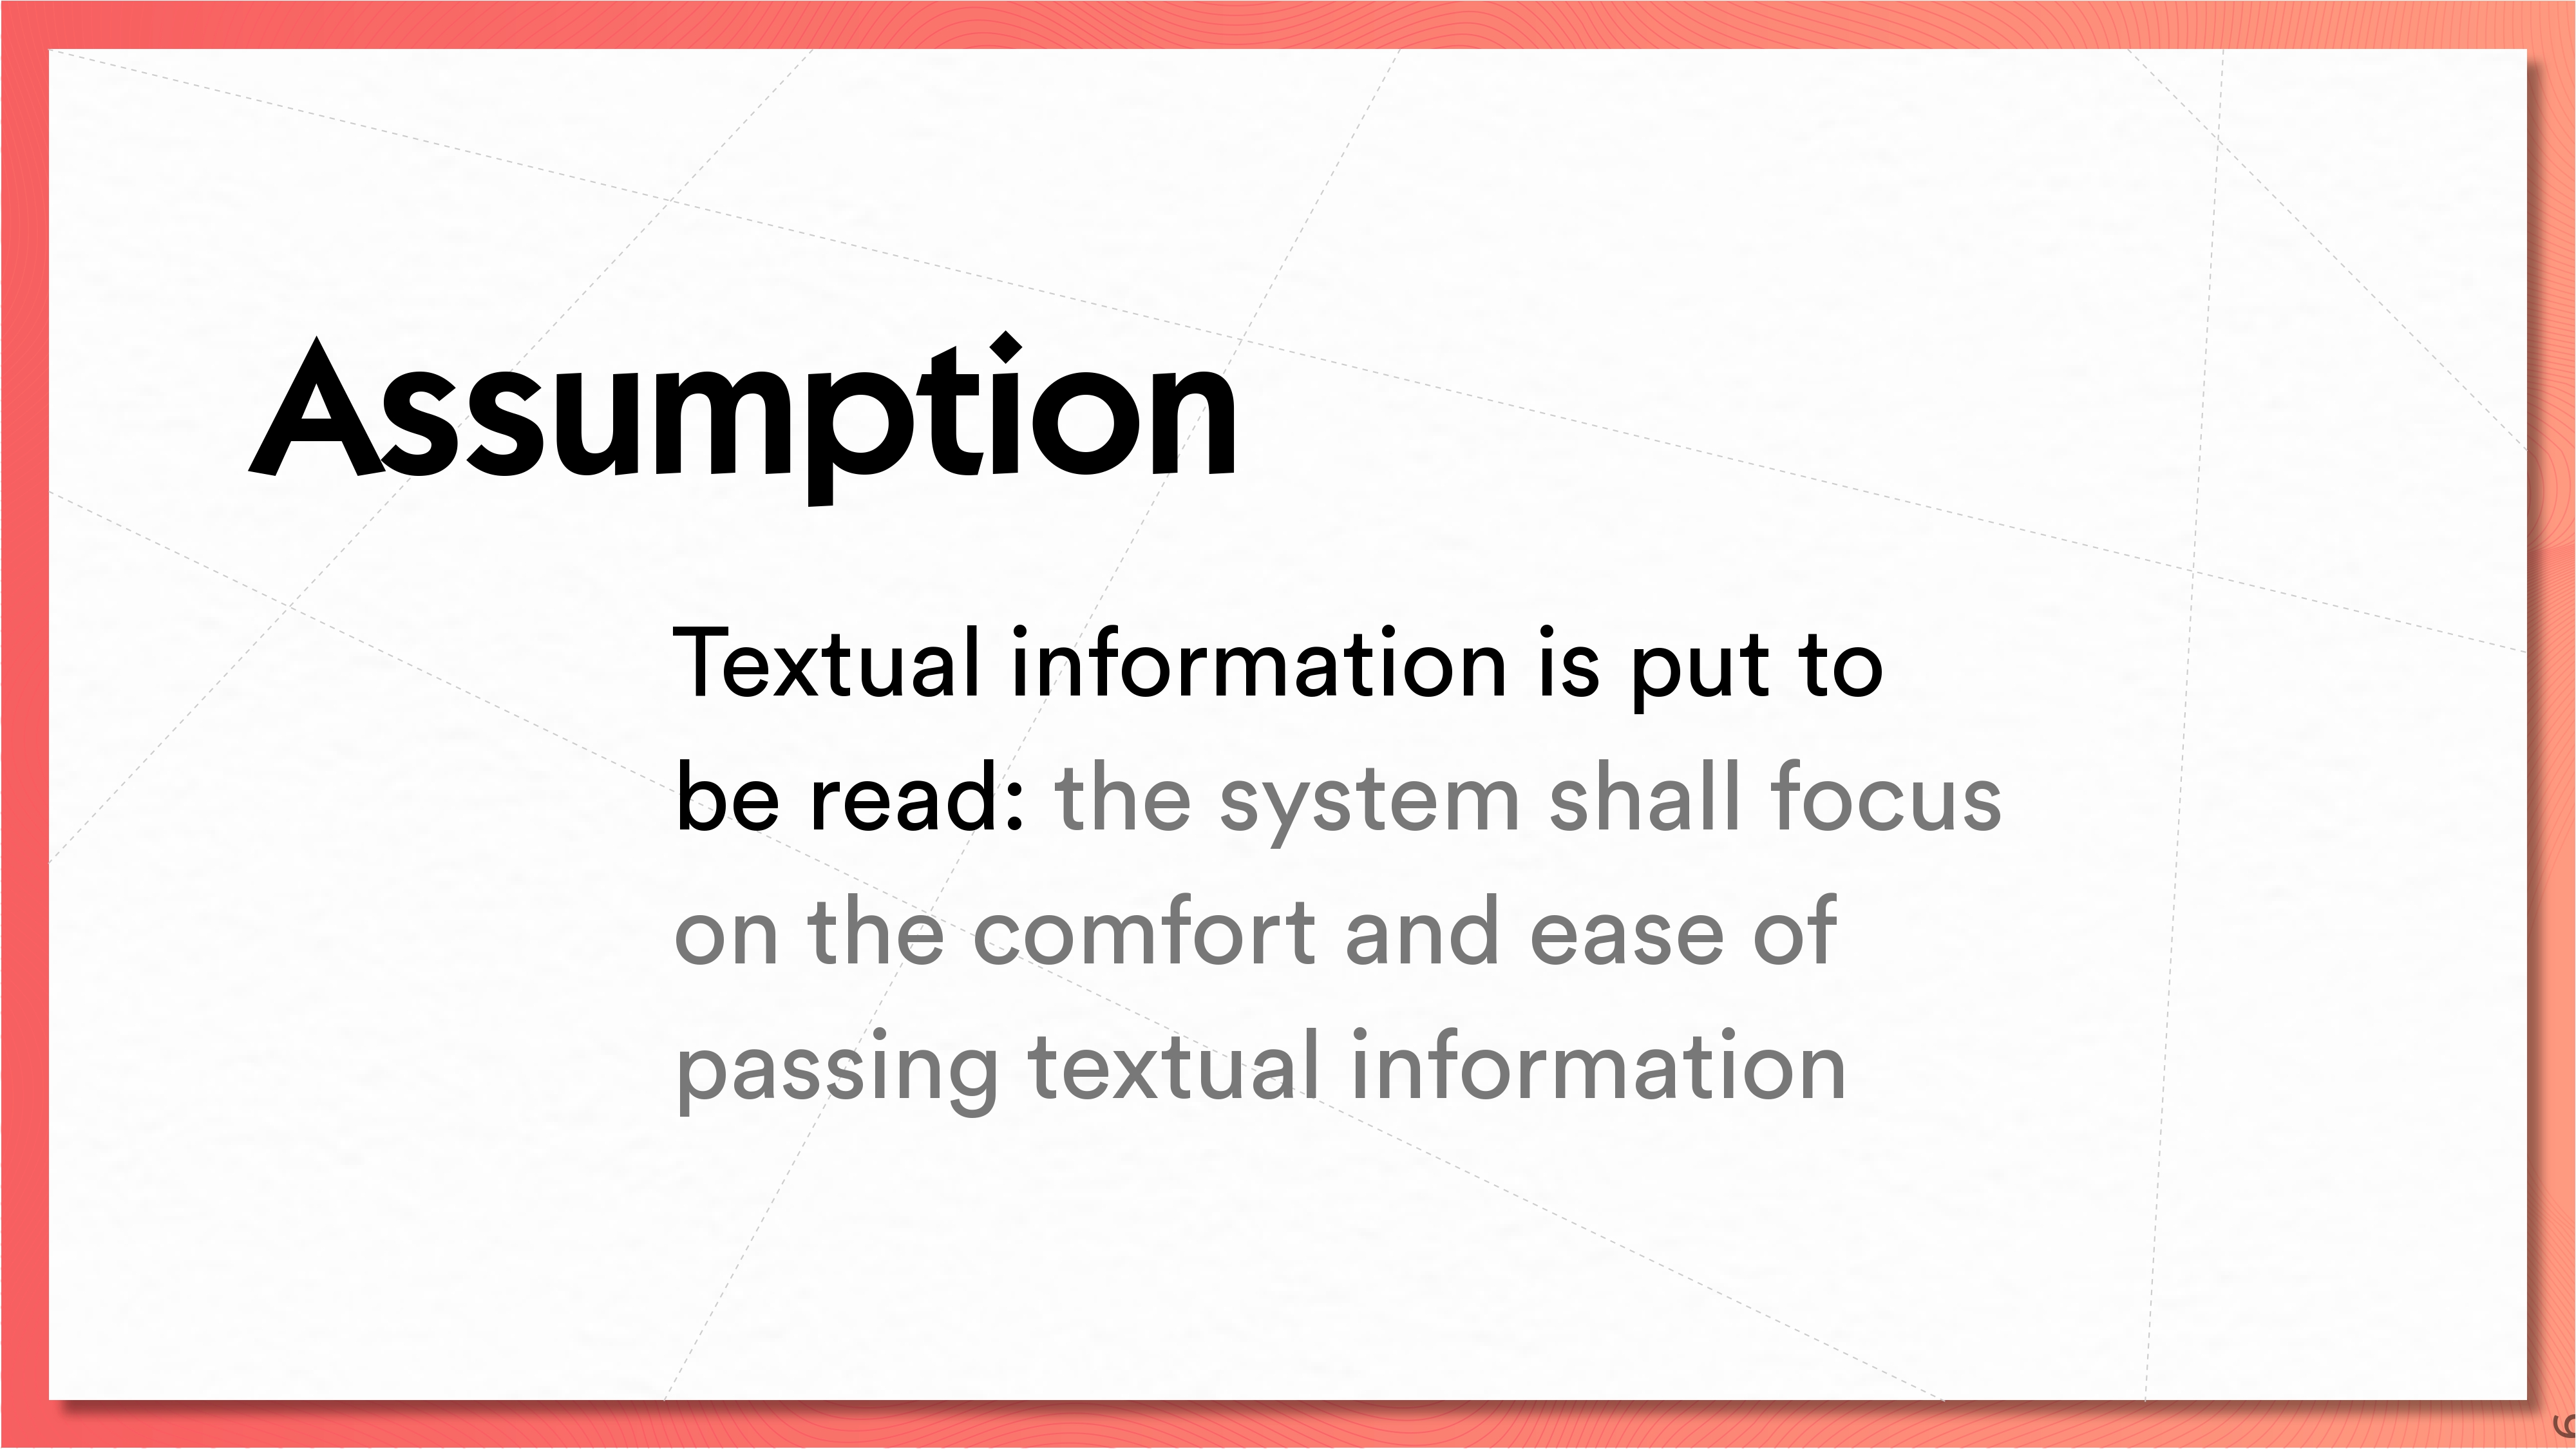 Assumption
Textual information is put to
be read: the system shall focus
on the comfort and ease of
passing textual information